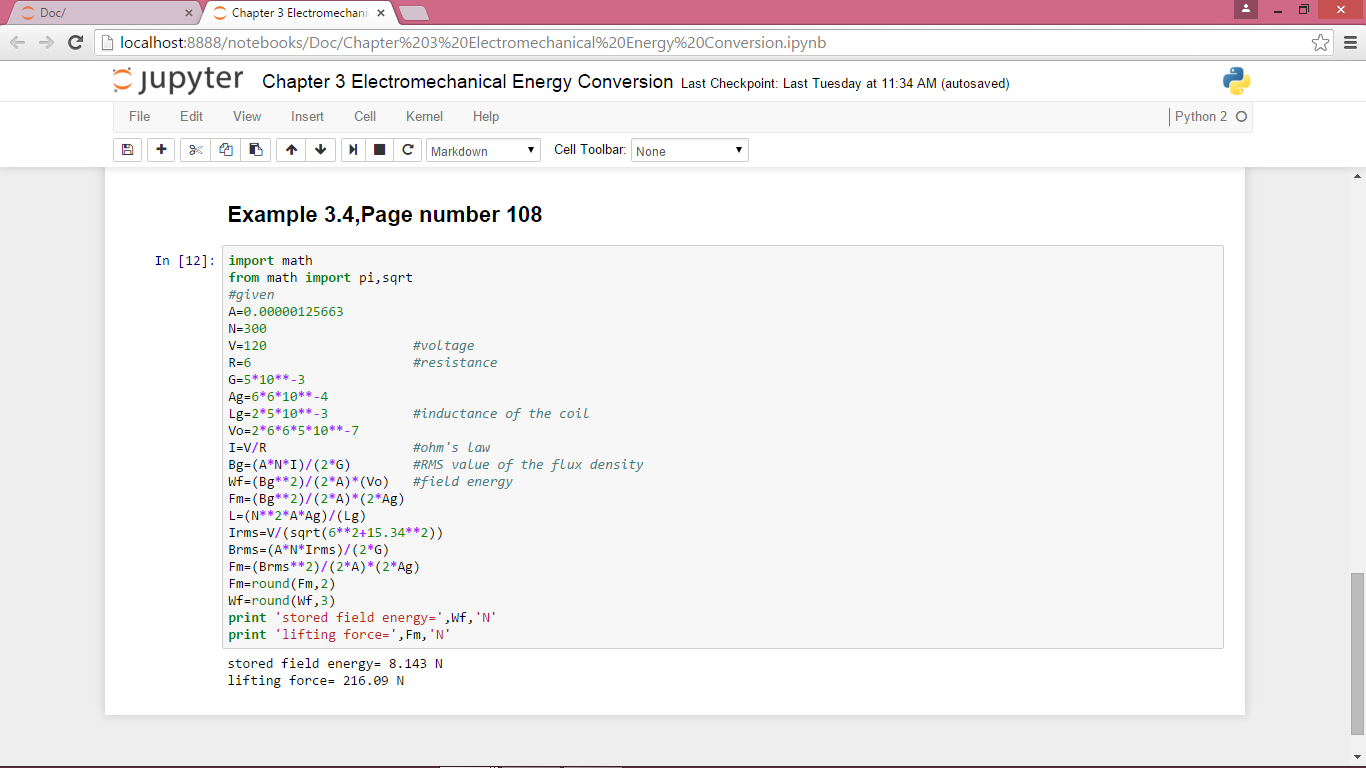 Doc/
Chapter 3 Electromechani
localhost:8888/notebooks/Doc/Chapter%203%20Electromechanical%20Energy%20Conversion.ipynb
jupyter Chapter 3 Electromechanical Energy Conversion Last Checkpoint: Last Tuesday at 11:34 AM (autosaved)
File Edit View Insert Cell Kernel Help Python 2
Markdown Cell Toolbar: None
Example 3.4,Page number 108
In [12]: import math
from math import pi,sqrt
#given
A=0.00000125663
N=300
V=120 #voltage
R=6 #resistance
G=5*10**-3
Ag=6*6*10**-4
Lg=2*5*10**-3 #inductance of the coil
Vo=2*6*6*5*10**-7
I=V/R #ohm's law
Bg=(A*N*I)/(2*G) #RMS value of the flux density
Wf=(Bg**2)/(2*A)*(Vo) #field energy
Fm=(Bg**2)/(2*A)*(2*Ag)
L=(N**2*A*Ag)/(Lg)
Irms=V/(sqrt(6**2+15.34**2))
Brms=(A*N*Irms)/(2*G)
Fm=(Brms**2)/(2*A)*(2*Ag)
Fm=round(Fm,2)
Wf=round(Wf,3)
print 'stored field energy=',Wf,'N'
print 'lifting force=',Fm,'N'
stored field energy= 8.143 N
lifting force= 216.09 N